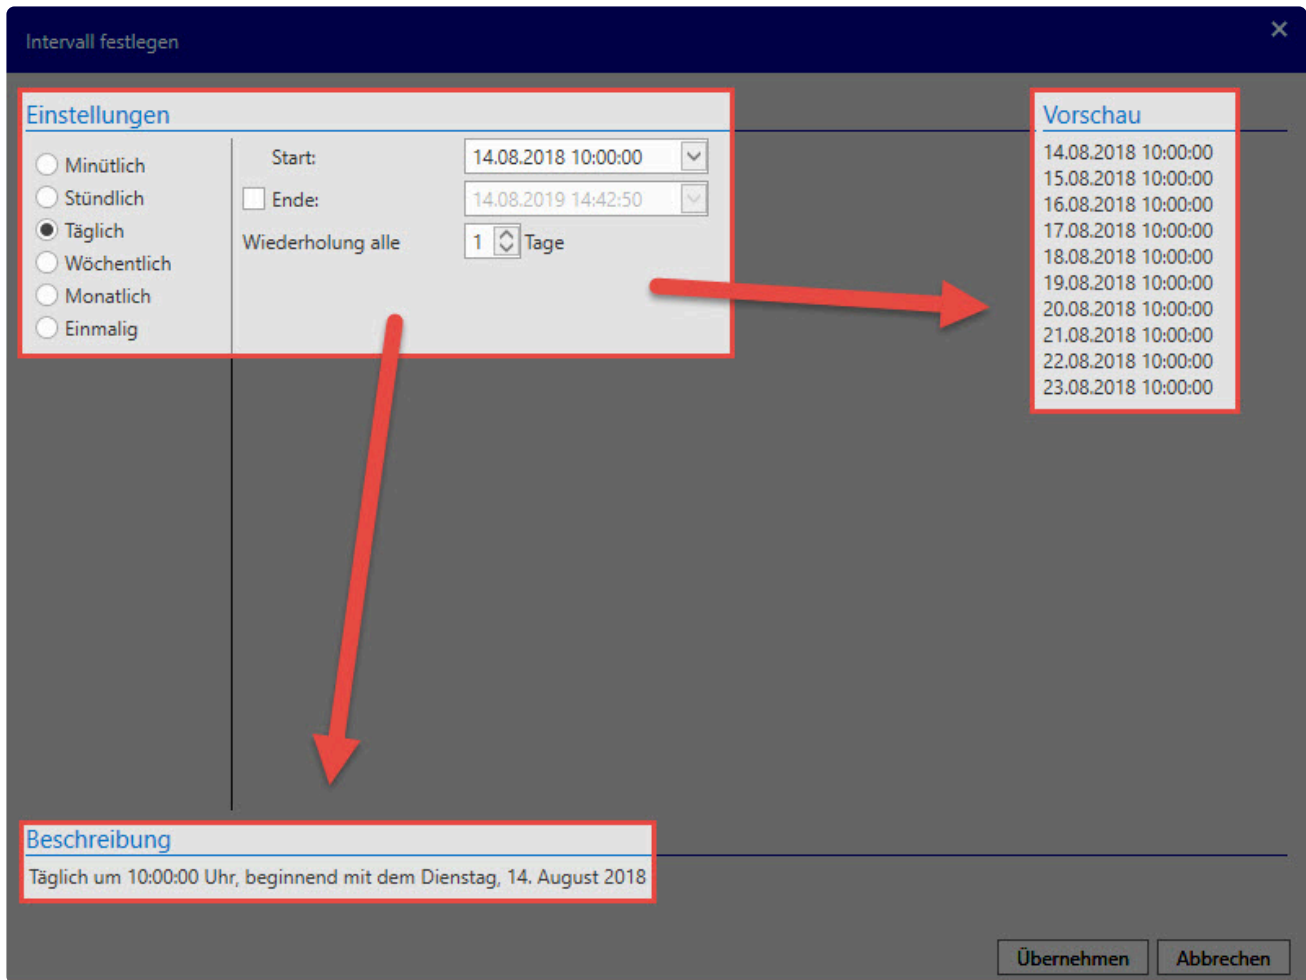 Intervall festlegen
Einstellungen
Minütlich
Stündlich
Täglich
Wöchentlich
Monatlich
Einmalig
Start: 14.08.2018 10:00:00
Ende: 14.08.2019 14:42:50
Wiederholung alle 1 Tage
Vorschau
14.08.2018 10:00:00
15.08.2018 10:00:00
16.08.2018 10:00:00
17.08.2018 10:00:00
18.08.2018 10:00:00
19.08.2018 10:00:00
20.08.2018 10:00:00
21.08.2018 10:00:00
22.08.2018 10:00:00
23.08.2018 10:00:00
Beschreibung
Täglich um 10:00:00 Uhr, beginnend mit dem Dienstag, 14. August 2018
Übernehmen Abbrechen